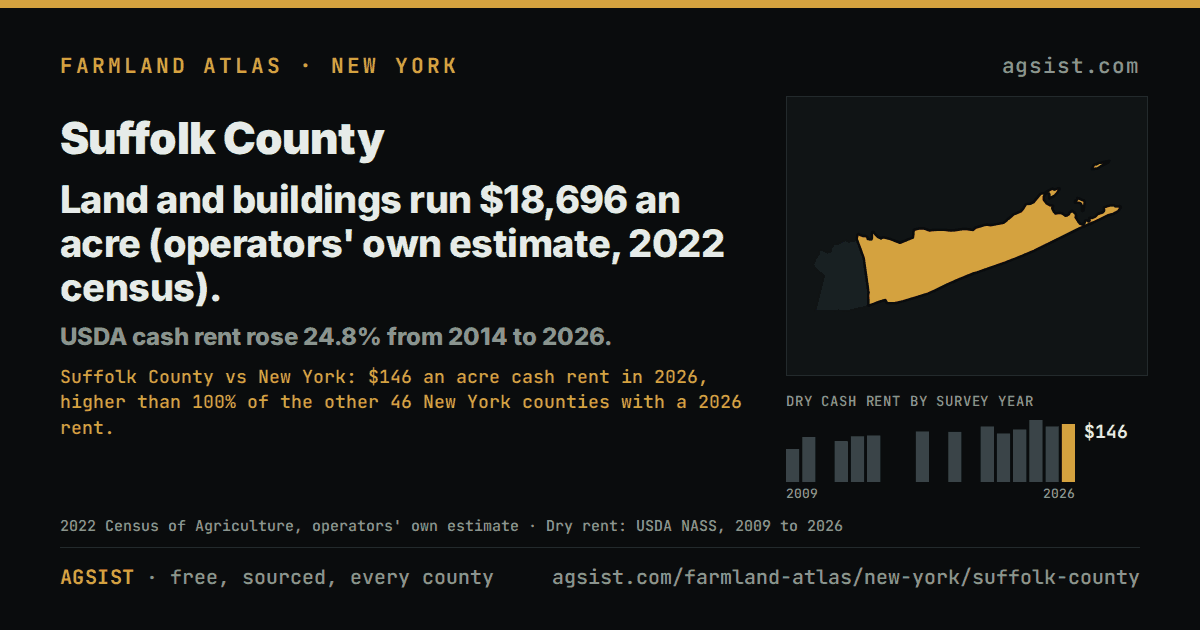 FARMLAND ATLAS · NEW YORK
agsist.com
Suffolk County
Land and buildings run $18,696 an
acre (operators' own estimate, 2022
census).
USDA cash rent rose 24.8% from 2014 to 2026.
Suffolk County vs New York: $146 an acre cash rent in 2026,
higher than 100% of the other 46 New York counties with a 2026
rent.
DRY CASH RENT BY SURVEY YEAR
$146
2009 2026
2022 Census of Agriculture, operators' own estimate · Dry rent: USDA NASS, 2009 to 2026
AGSIST · free, sourced, every county
agsist.com/farmland-atlas/new-york/suffolk-county